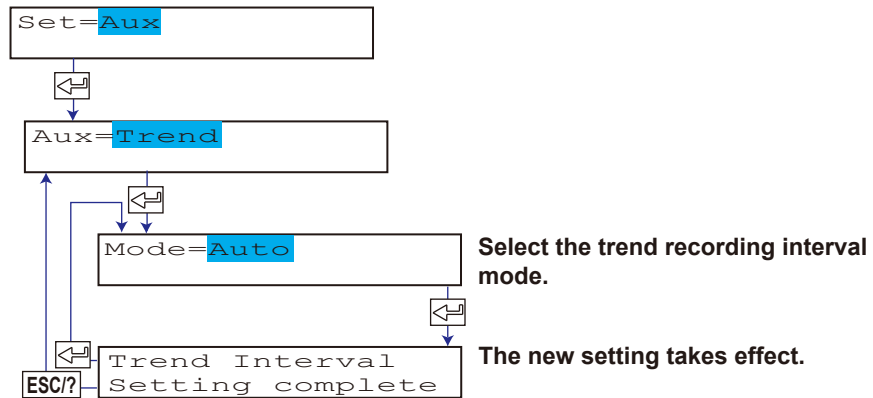 Set=Aux
Aux=Trend
Mode=Auto
Select the trend recording interval
mode.
Trend Interval
Setting complete
The new setting takes effect.
ESC/?